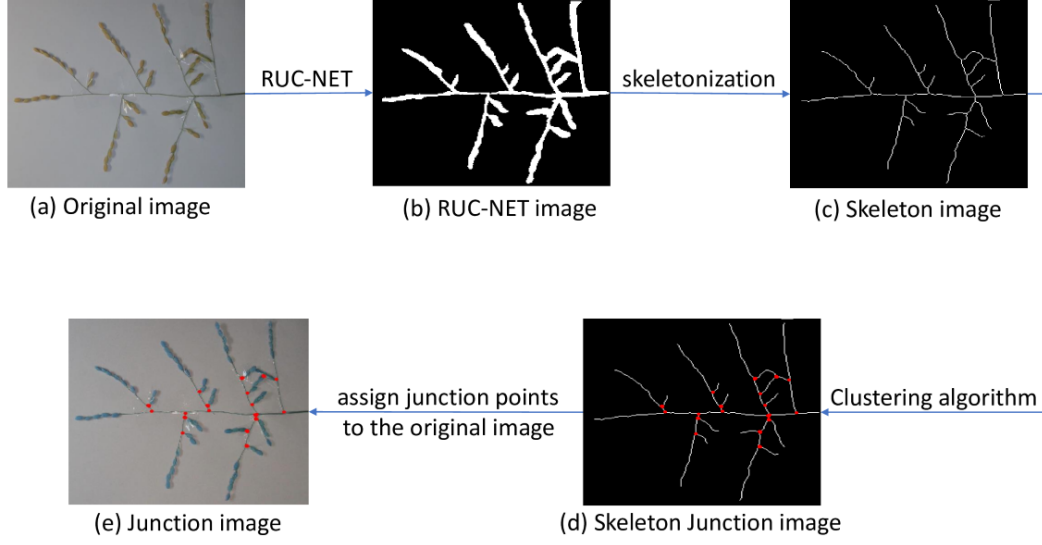 RUC-NET
skeletonization
(a) Original image
(b) RUC-NET image
(c) Skeleton image
assign junction points
to the original image
Clustering algorithm
(e) Junction image
(d) Skeleton Junction image